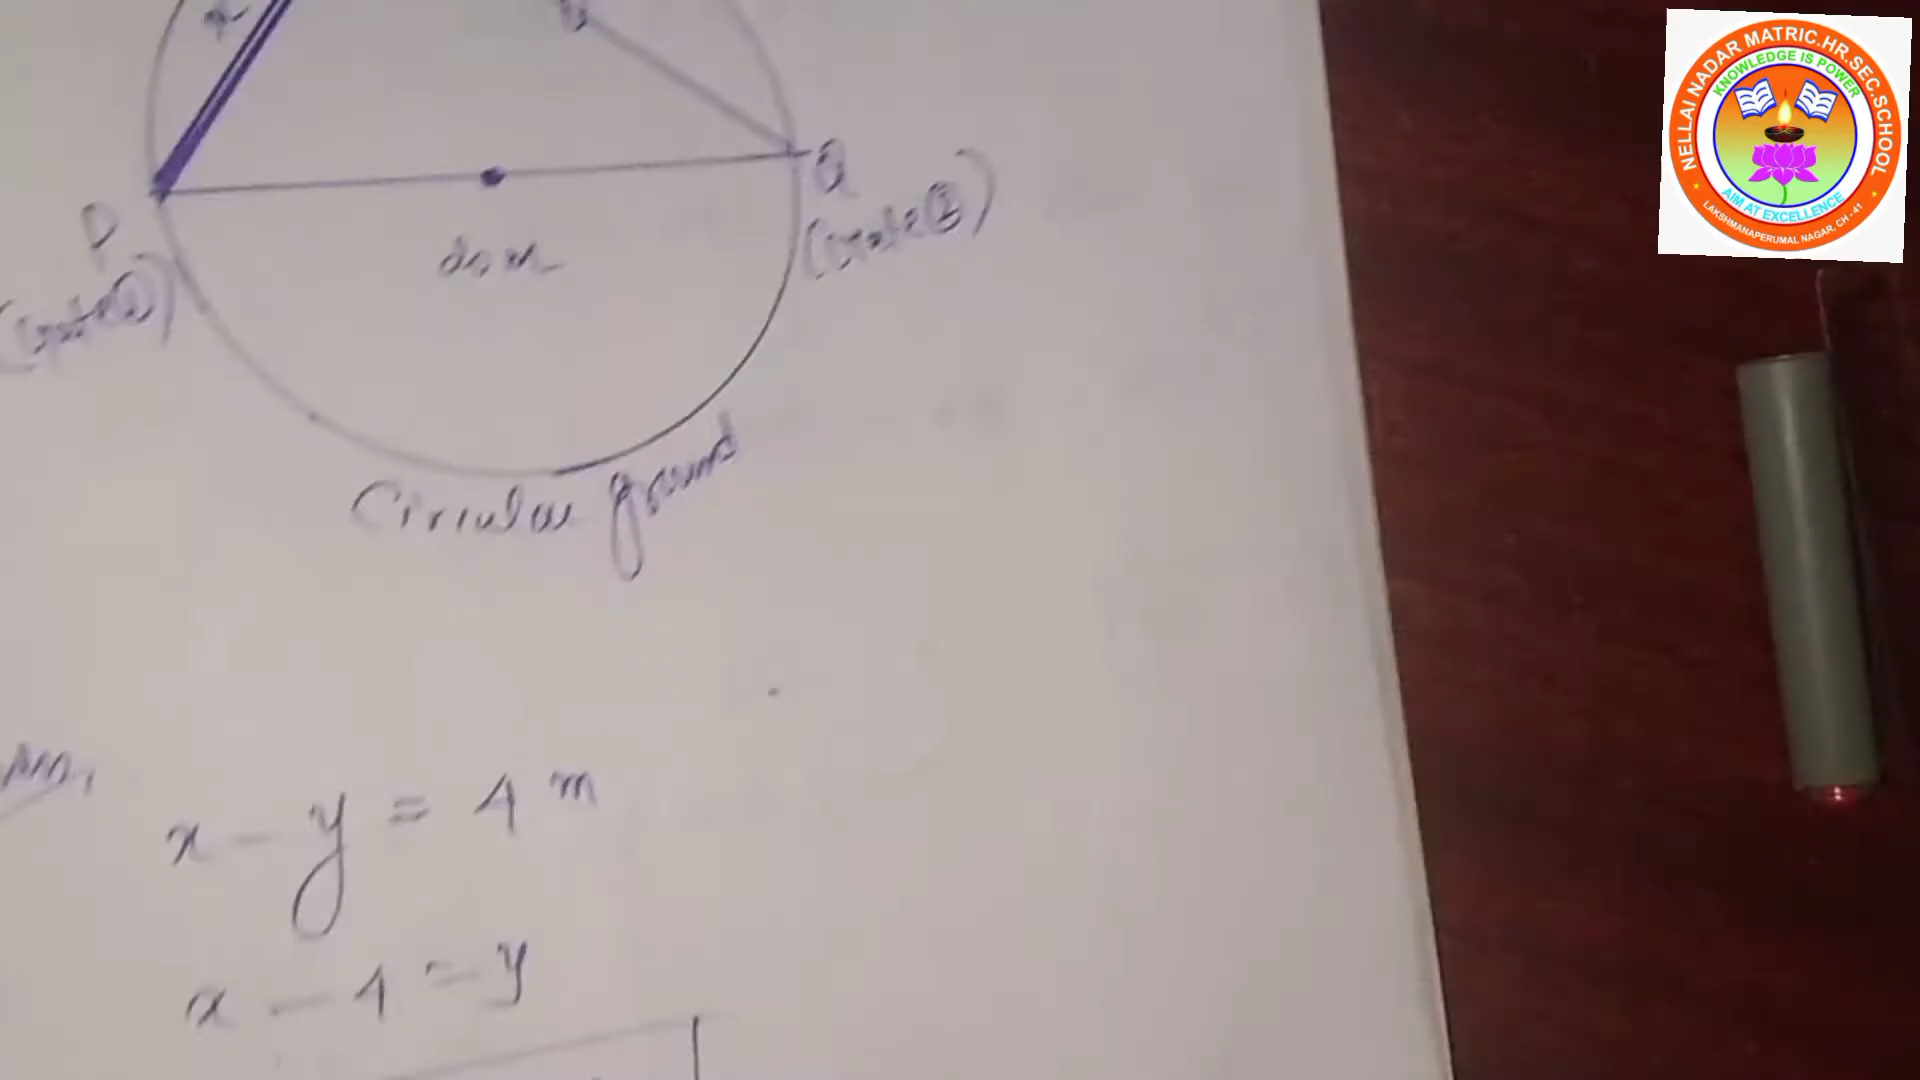 x
y
P
Q
20 m
Circular ground
x - y = 4 m
x - 4 = y
NELLAI NADAR MATRIC.HR.SEC.SCHOOL
KNOWLEDGE IS POWER
AIM AT EXCELLENCE
LAKSHMANAPERUMAL NAGAR, CH - 41